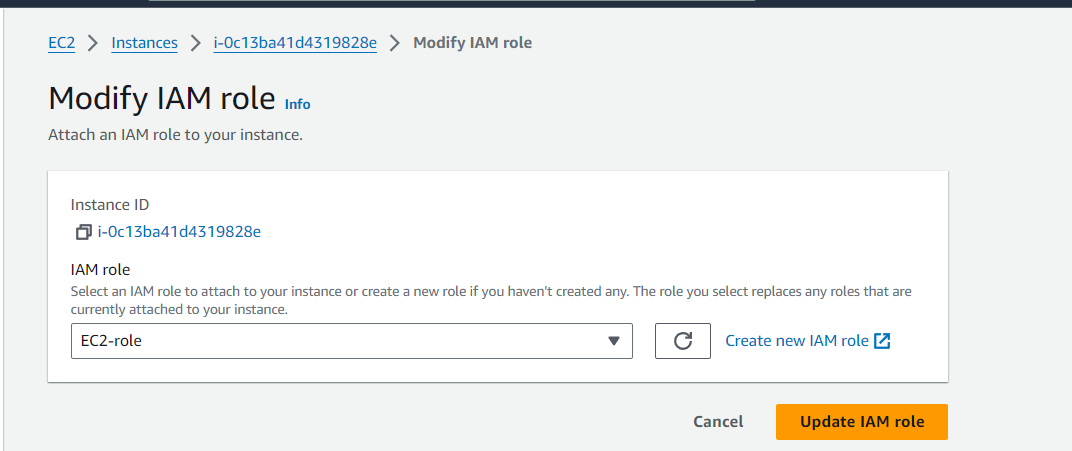 EC2 > Instances > i-0c13ba41d4319828e > Modify IAM role
Modify IAM role Info
Attach an IAM role to your instance.
Instance ID
i-0c13ba41d4319828e
IAM role
Select an IAM role to attach to your instance or create a new role if you haven't created any. The role you select replaces any roles that are
currently attached to your instance.
EC2-role
Create new IAM role
Cancel
Update IAM role